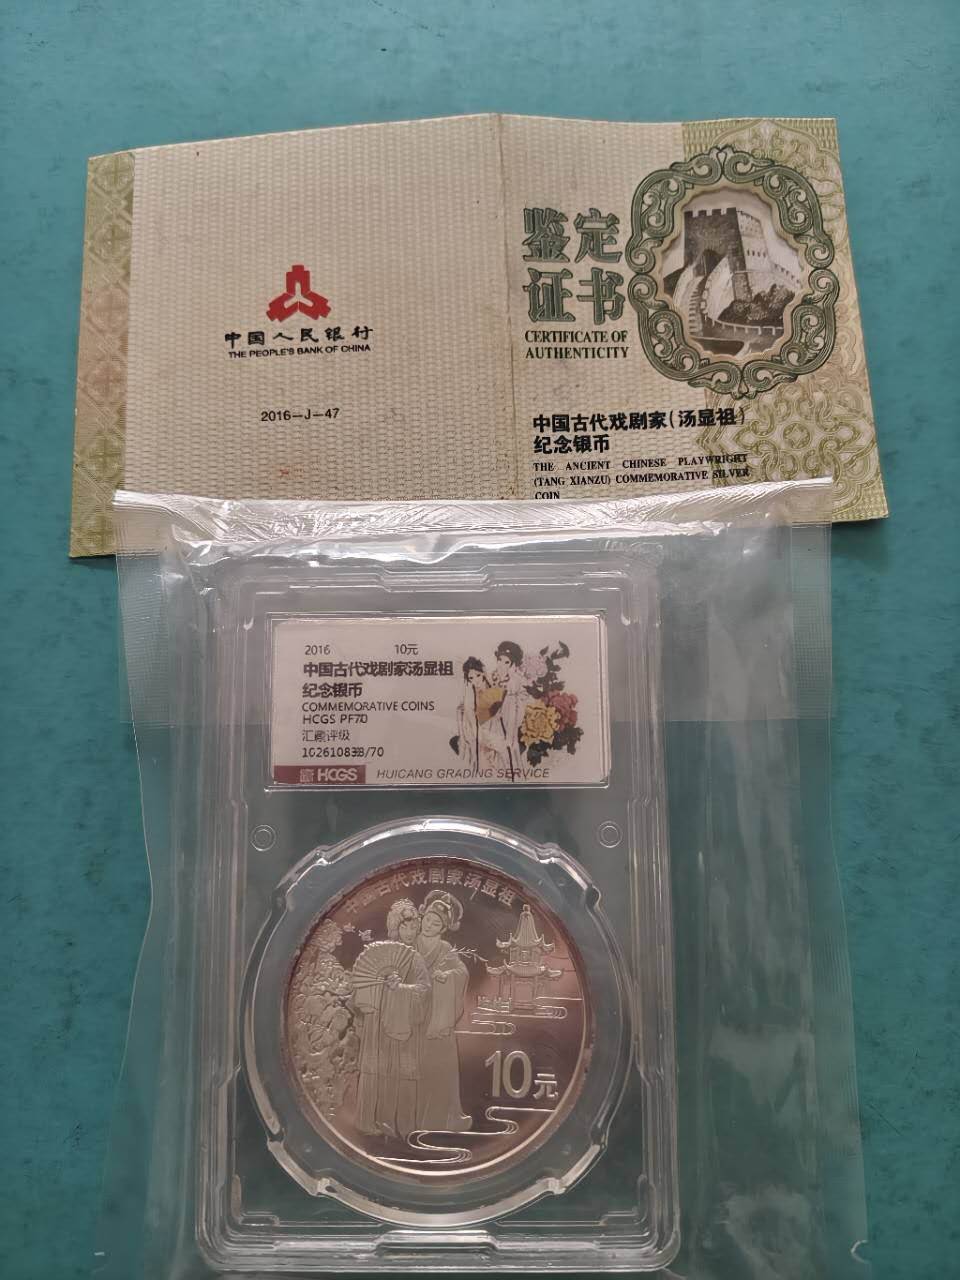 中国人民银行
THE PEOPLE'S BANK OF CHINA
2016-J-47
鉴定
证书
CERTIFICATE OF
AUTHENTICITY
中国古代戏剧家(汤显祖)
纪念银币
THE ANCIENT CHINESE PLAYWRIGHT
(TANG XIANZU) COMMEMORATIVE SILVER
COIN
2016 10元
中国古代戏剧家汤显祖
纪念银币
COMMEMORATIVE COINS
HCGS PF70
汇藏评级
/70
HCGS HUICANG GRADING SERVICE
中国古代戏剧家汤显祖
10元